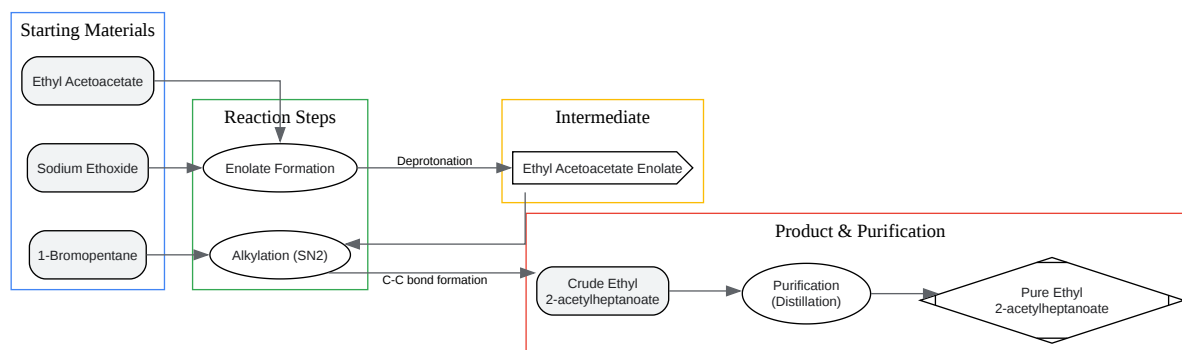 Starting Materials
Ethyl Acetoacetate
Sodium Ethoxide
1-Bromopentane
Reaction Steps
Enolate Formation
Alkylation (SN2)
Deprotonation
C-C bond formation
Intermediate
Ethyl Acetoacetate Enolate
Product & Purification
Crude Ethyl
2-acetylheptanoate
Purification
(Distillation)
Pure Ethyl
2-acetylheptanoate